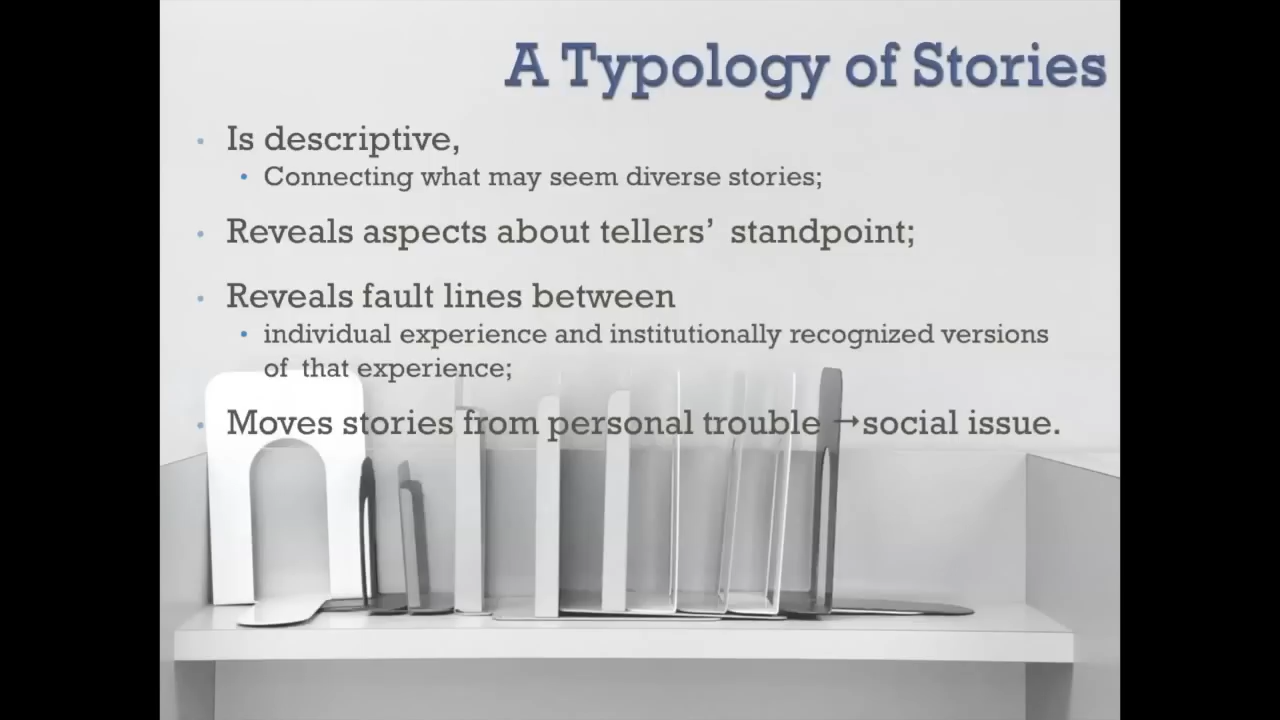 A Typology of Stories
• Is descriptive,
• Connecting what may seem diverse stories;
• Reveals aspects about tellers’ standpoint;
• Reveals fault lines between
• individual experience and institutionally recognized versions
of that experience;
• Moves stories from personal trouble →social issue.